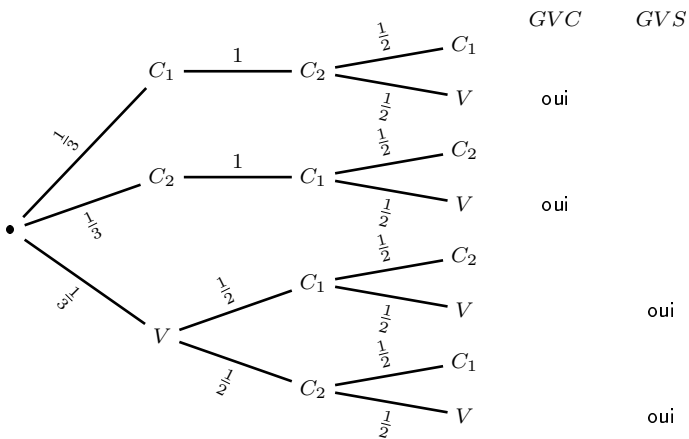 GVC GVS
1/2 C₁
C₁ 1 C₂
1/2 V oui
1/3
1/2 C₂
C₂ 1 C₁
1/3 1/2 V oui
•
1/2 C₂
1/3 1/2 C₁
1/2 V oui
V
1/2 C₁
1/2 C₂
1/2 V oui